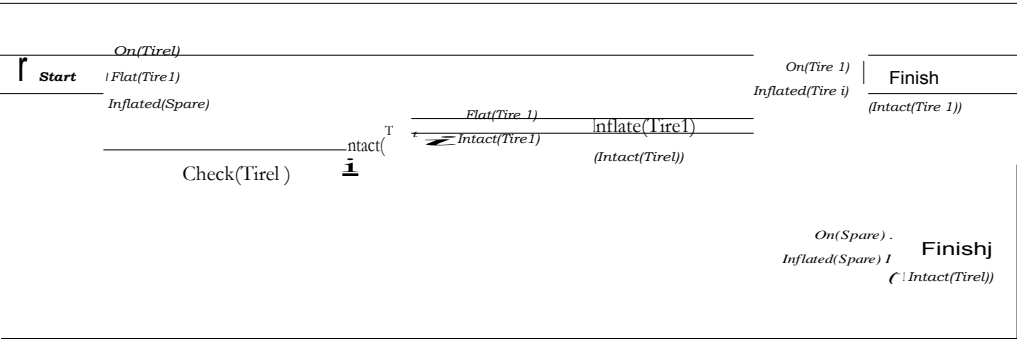 On(Tirel)
Start
Flat(Tire1)
Inflated(Spare)
On(Tire 1)
Inflated(Tire i)
Finish
(Intact(Tire 1))
Flat(Tire 1)
Intact(Tire1)
nflate(Tire1)
(Intact(Tirel))
ntact(
Check(Tirel )
On(Spare) .
Inflated(Spare) I
Finishj
( Intact(Tirel))